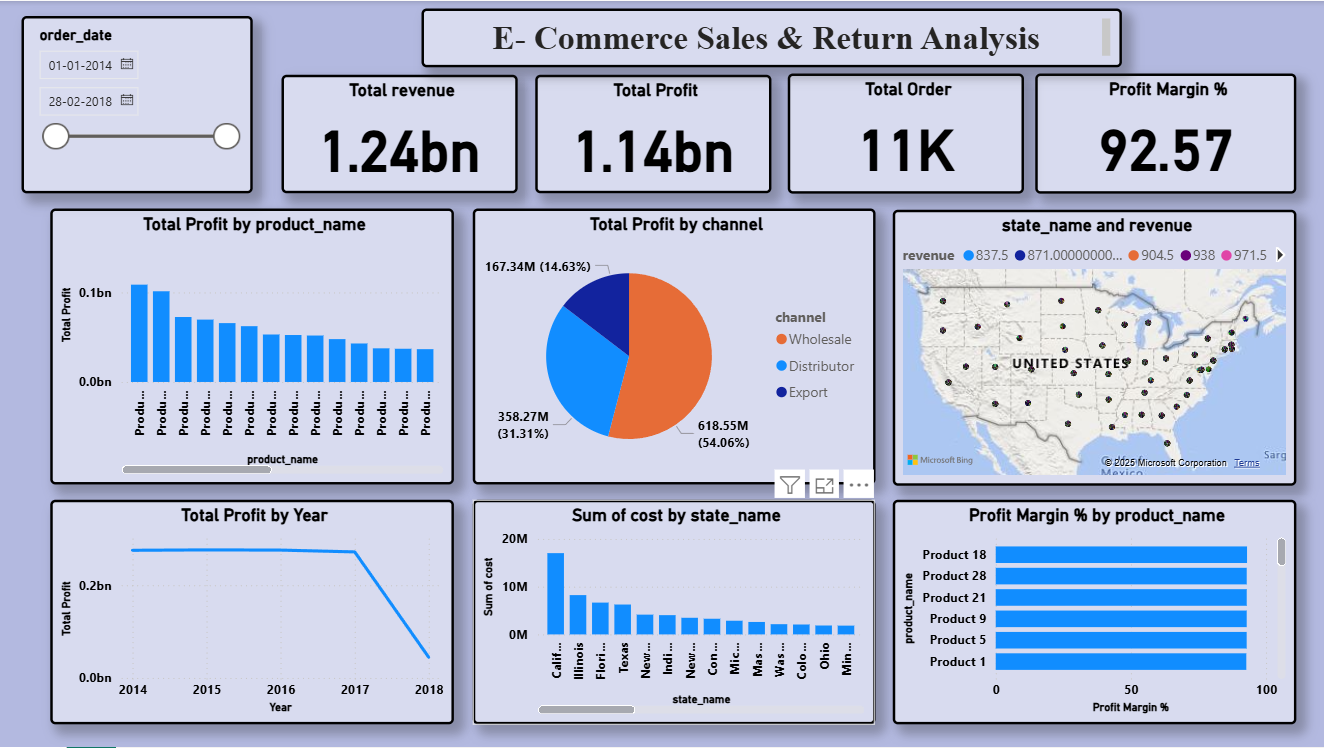 E- Commerce Sales & Return Analysis
order_date
01-01-2014
28-02-2018
Total revenue
1.24bn
Total Profit
1.14bn
Total Order
11K
Profit Margin %
92.57
Total Profit by product_name
Total Profit
0.1bn
0.0bn
Produ...
Produ...
Produ...
Produ...
Produ...
Produ...
Produ...
Produ...
Produ...
Produ...
Produ...
Produ...
Produ...
Produ...
product_name
Total Profit by channel
167.34M (14.63%)
358.27M
(31.31%)
618.55M
(54.06%)
channel
Wholesale
Distributor
Export
state_name and revenue
revenue 837.5 871.00000000... 904.5 938 971.5
UNITED STATES
Mexico
Sarg
Microsoft Bing
© 2025 Microsoft Corporation Terms
Total Profit by Year
Total Profit
0.2bn
0.0bn
2014 2015 2016 2017 2018
Year
Sum of cost by state_name
Sum of cost
20M
10M
0M
Calif...
Illinois
Flori...
Texas
New...
Indi...
New...
Con...
Mic...
Mas...
Was...
Colo...
Ohio
Min...
state_name
Profit Margin % by product_name
product_name
Product 18
Product 28
Product 21
Product 9
Product 5
Product 1
0 50 100
Profit Margin %